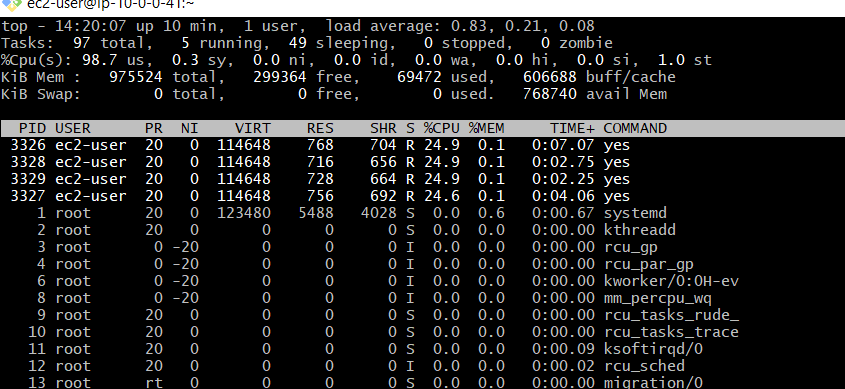 ec2-user@ip-10-0-0-41:~
top - 14:20:07 up 10 min,  1 user,  load average: 0.83, 0.21, 0.08
Tasks:  97 total,   5 running,  49 sleeping,   0 stopped,   0 zombie
%Cpu(s): 98.7 us,  0.3 sy,  0.0 ni,  0.0 id,  0.0 wa,  0.0 hi,  0.0 si,  1.0 st
KiB Mem :   975524 total,   299364 free,    69472 used,   606688 buff/cache
KiB Swap:        0 total,        0 free,        0 used.   768740 avail Mem
  PID USER      PR  NI    VIRT    RES    SHR S %CPU %MEM     TIME+ COMMAND
 3326 ec2-user  20   0  114648    768    704 R 24.9  0.1   0:07.07 yes
 3328 ec2-user  20   0  114648    716    656 R 24.9  0.1   0:02.75 yes
 3329 ec2-user  20   0  114648    728    664 R 24.9  0.1   0:02.25 yes
 3327 ec2-user  20   0  114648    756    692 R 24.6  0.1   0:04.06 yes
    1 root      20   0  123480   5488   4028 S  0.0  0.6   0:00.67 systemd
    2 root      20   0       0      0      0 S  0.0  0.0   0:00.00 kthreadd
    3 root       0 -20       0      0      0 I  0.0  0.0   0:00.00 rcu_gp
    4 root       0 -20       0      0      0 I  0.0  0.0   0:00.00 rcu_par_gp
    6 root       0 -20       0      0      0 I  0.0  0.0   0:00.00 kworker/0:0H-ev
    8 root       0 -20       0      0      0 I  0.0  0.0   0:00.00 mm_percpu_wq
    9 root      20   0       0      0      0 S  0.0  0.0   0:00.00 rcu_tasks_rude_
   10 root      20   0       0      0      0 S  0.0  0.0   0:00.00 rcu_tasks_trace
   11 root      20   0       0      0      0 S  0.0  0.0   0:00.09 ksoftirqd/0
   12 root      20   0       0      0      0 I  0.0  0.0   0:00.02 rcu_sched
   13 root      rt   0       0      0      0 S  0.0  0.0   0:00.00 migration/0